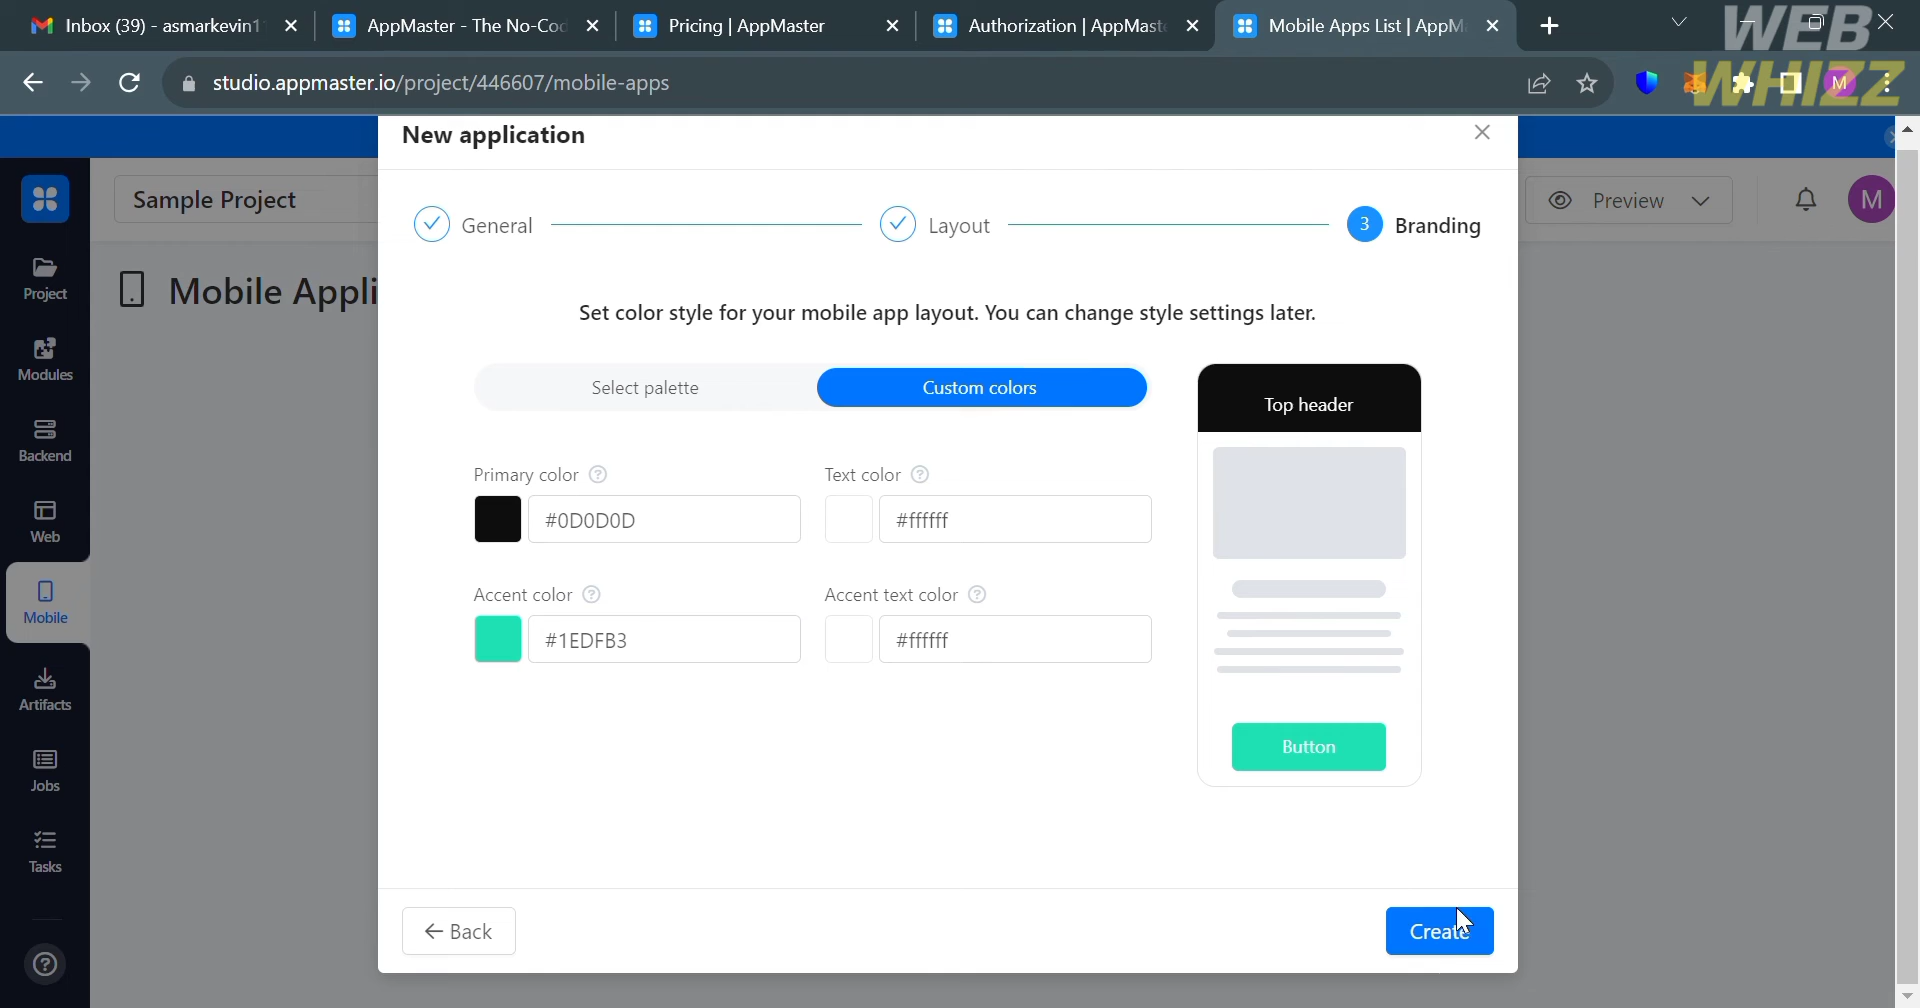 Inbox (39) - asmarkevin1
AppMaster - The No-Cod
Pricing | AppMaster
Authorization | AppMaste
Mobile Apps List | AppM
WEB
WHIZZ
studio.appmaster.io/project/446607/mobile-apps
M
New application
Sample Project
Preview
M
General
Layout
3
Branding
Project
Mobile Appli
Set color style for your mobile app layout. You can change style settings later.
Modules
Select palette
Custom colors
Top header
Backend
Primary color
Text color
#0D0D0D
#ffffff
Web
Accent color
Accent text color
Mobile
#1EDFB3
#ffffff
Artifacts
Button
Jobs
Tasks
Back
Create